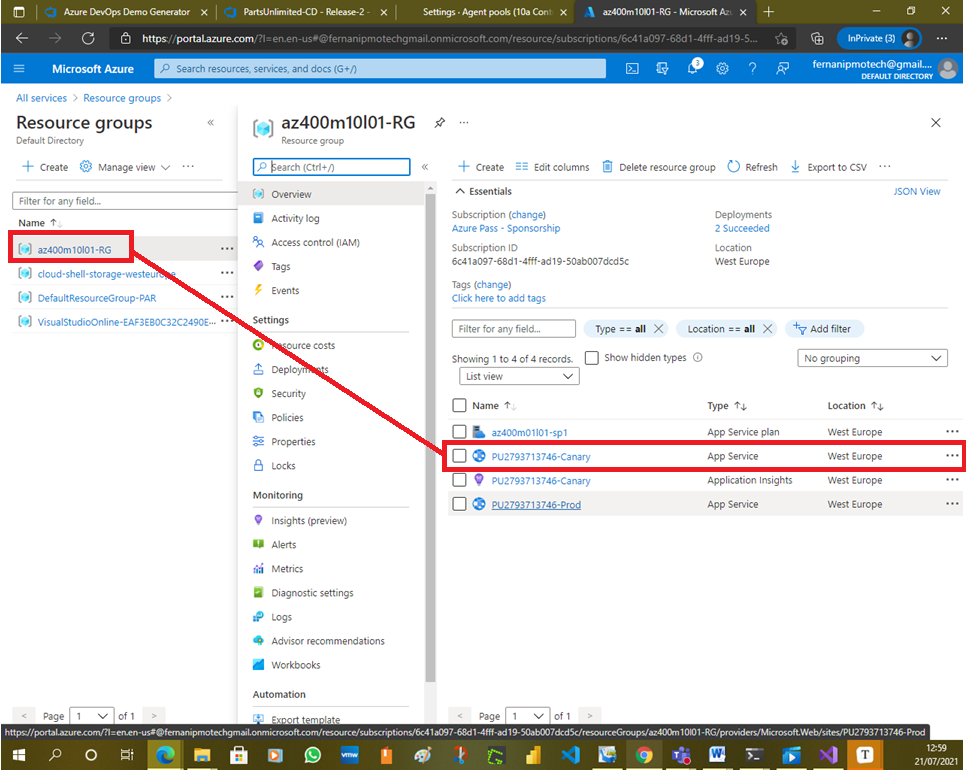 Azure DevOps Demo Generator
PartsUnlimited-CD - Release-2 -
Settings · Agent pools (10a Cont
az400m10l01-RG - Microsoft Az
https://portal.azure.com/?l=en.en-us#@fernanipmotechgmail.onmicrosoft.com/resource/subscriptions/6c41a097-68d1-4fff-ad19-5...
InPrivate (3)
Microsoft Azure
Search resources, services, and docs (G+/)
3
fernanipmotech@gmail....
DEFAULT DIRECTORY
All services > Resource groups >
Resource groups
Default Directory
Create
Manage view
Filter for any field...
Name
az400m10l01-RG
cloud-shell-storage-westeurope
DefaultResourceGroup-PAR
VisualStudioOnline-EAF3EB0C32C2490E...
Page 1 of 1
az400m10l01-RG
Resource group
Search (Ctrl+/)
Overview
Activity log
Access control (IAM)
Tags
Events
Settings
Resource costs
Deployments
Security
Policies
Properties
Locks
Monitoring
Insights (preview)
Alerts
Metrics
Diagnostic settings
Logs
Advisor recommendations
Workbooks
Automation
Export template
Create
Edit columns
Delete resource group
Refresh
Export to CSV
Essentials
JSON View
Subscription (change)
Azure Pass - Sponsorship
Subscription ID
6c41a097-68d1-4fff-ad19-50ab007dcd5c
Tags (change)
Click here to add tags
Deployments
2 Succeeded
Location
West Europe
Filter for any field...
Type == all
Location == all
Add filter
Showing 1 to 4 of 4 records.
Show hidden types
No grouping
List view
Name Type Location
az400m01l01-sp1 App Service plan West Europe
PU2793713746-Canary App Service West Europe
PU2793713746-Canary Application Insights West Europe
PU2793713746-Prod App Service West Europe
Page 1 of 1
https://portal.azure.com/?l=en.en-us#@fernanipmotechgmail.onmicrosoft.com/resource/subscriptions/6c41a097-68d1-4fff-ad19-50ab007dcd5c/resourceGroups/az400m10l01-RG/providers/Microsoft.Web/sites/PU2793713746-Prod
vmw
T
12:59
21/07/2021